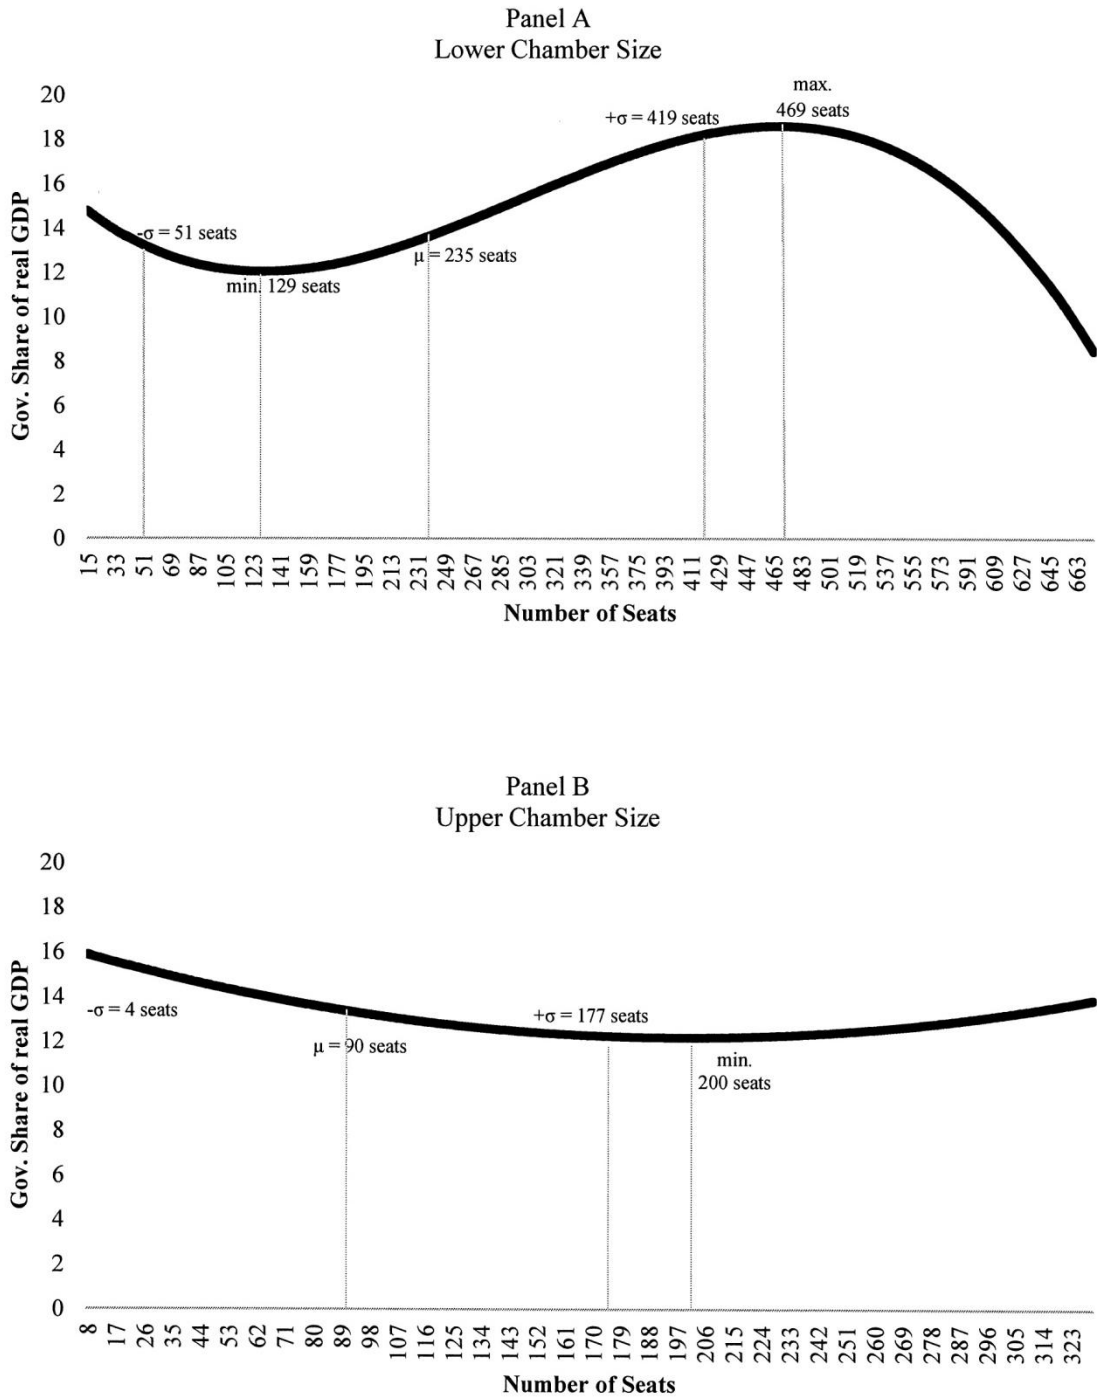 Panel A
Lower Chamber Size
Gov. Share of real GDP
20
18
16
14
12
10
8
6
4
2
0
-σ = 51 seats
min. 129 seats
μ = 235 seats
+σ = 419 seats
max.
469 seats
15 33 51 69 87 105 123 141 159 177 195 213 231 249 267 285 303 321 339 357 375 393 411 429 447 465 483 501 519 537 555 573 591 609 627 645 663
Number of Seats
Panel B
Upper Chamber Size
Gov. Share of real GDP
20
18
16
14
12
10
8
6
4
2
0
-σ = 4 seats
μ = 90 seats
+σ = 177 seats
min.
200 seats
8 17 26 35 44 53 62 71 80 89 98 107 116 125 134 143 152 161 170 179 188 197 206 215 224 233 242 251 260 269 278 287 296 305 314 323
Number of Seats